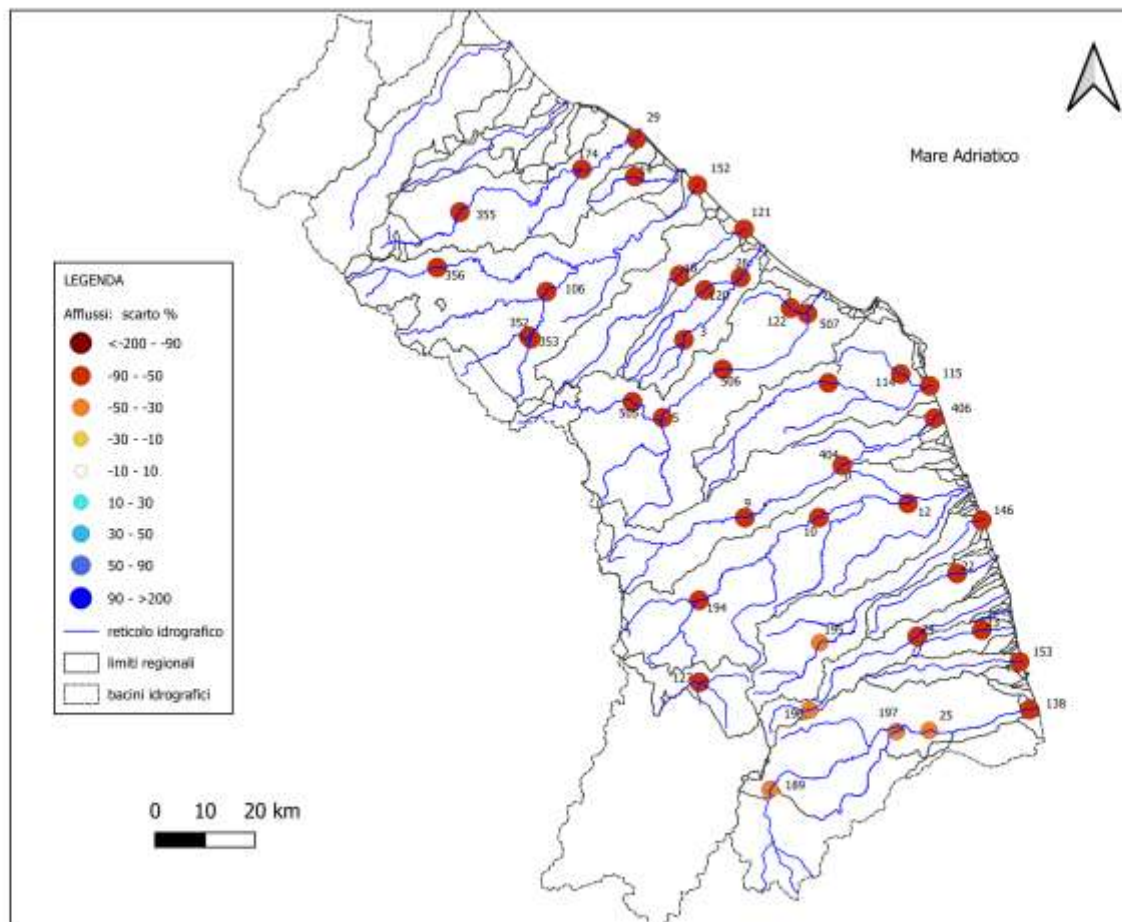 29
Mare Adriatico
74
152
355
121
356
106
120
122
507
352
353
3
506
114
115
406
404
9
10
12
146
194
195
153
138
197
25
189
LEGENDA
Afflussi: scarto %
<-200 - -90
-90 - -50
-50 - -30
-30 - -10
-10 - 10
10 - 30
30 - 50
50 - 90
90 - >200
reticolo idrografico
limiti regionali
bacini idrografici
0 10 20 km